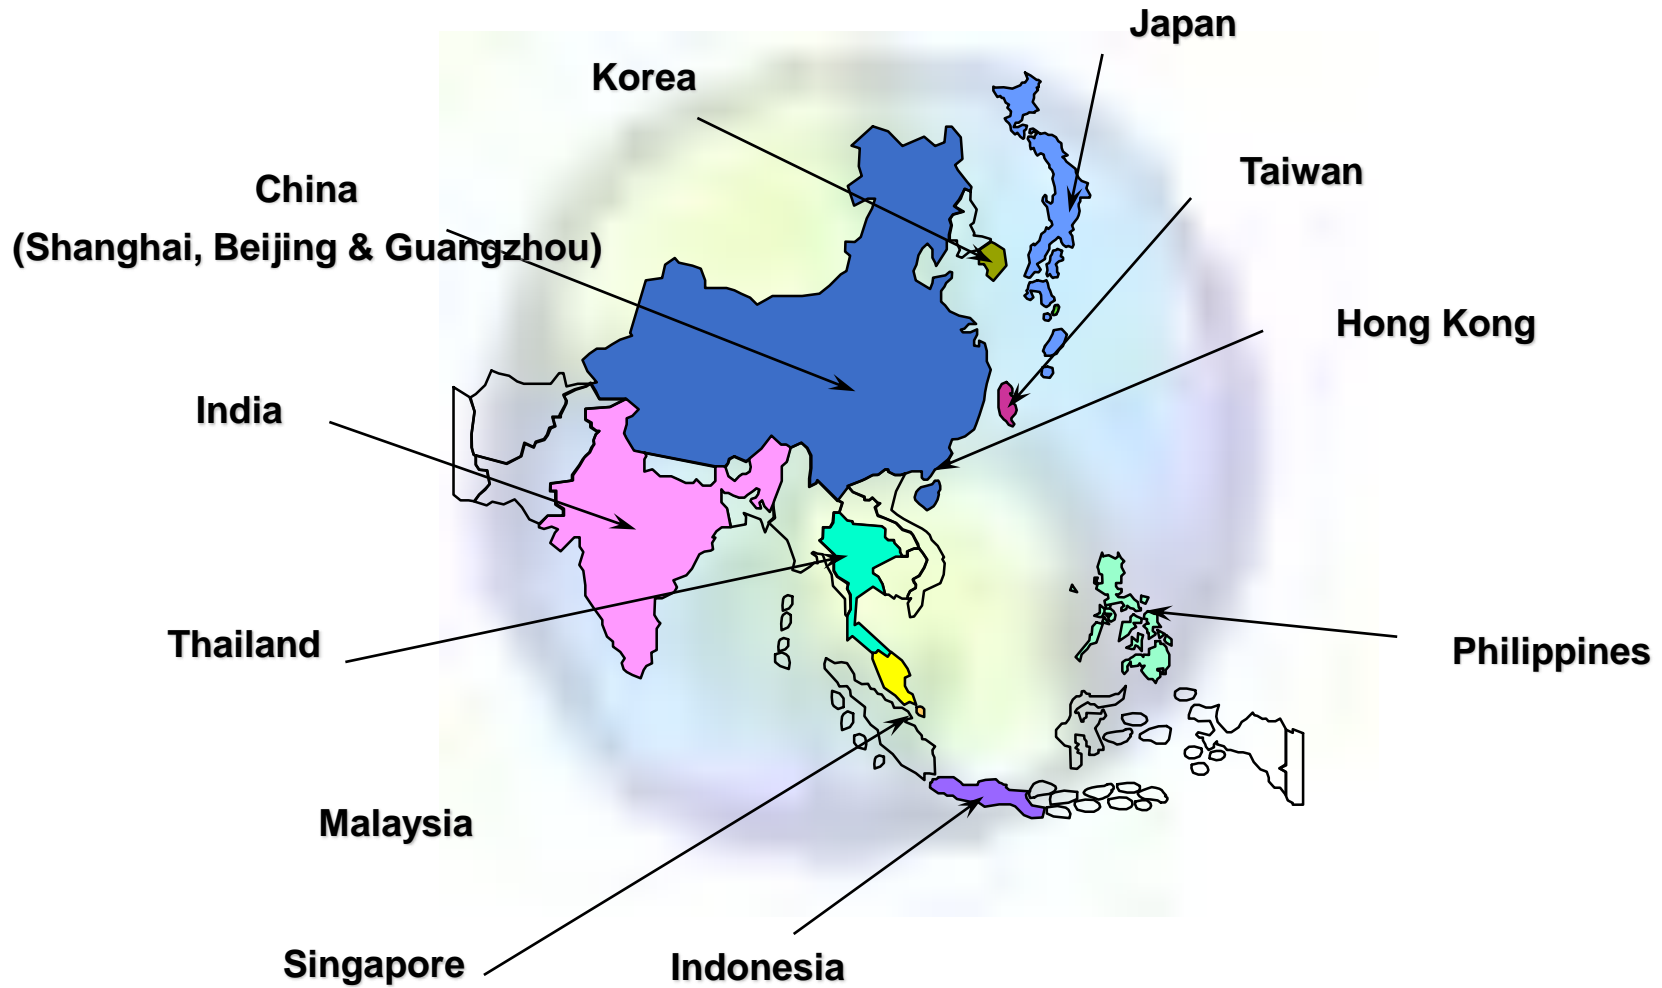 Japan
Korea
Taiwan
China
(Shanghai, Beijing & Guangzhou)
Hong Kong
India
Thailand
Philippines
Malaysia
Singapore
Indonesia